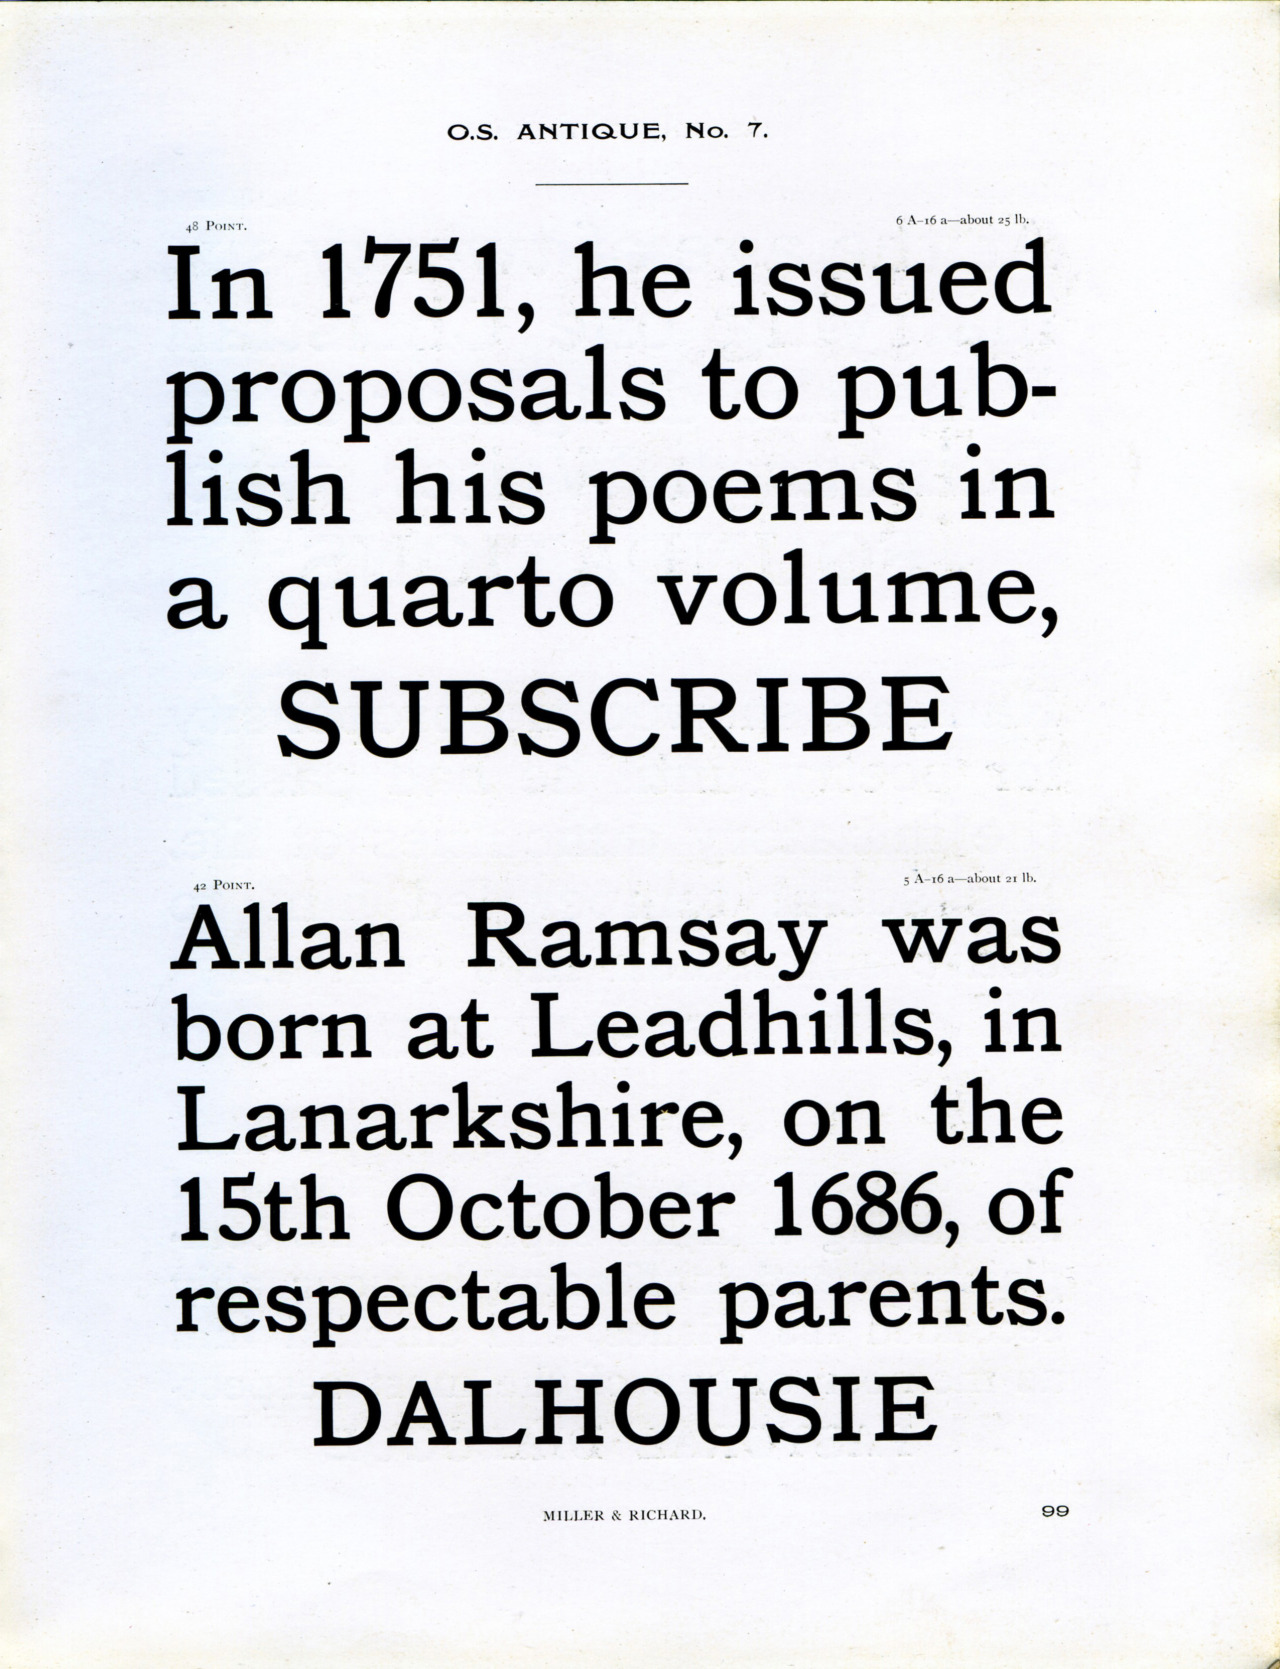 O.S. ANTIQUE, No. 7.
48 POINT.
6 A–16 a—about 25 lb.
In 1751, he issued
proposals to pub-
lish his poems in
a quarto volume,
SUBSCRIBE
42 POINT.
5 A–16 a—about 21 lb.
Allan Ramsay was
born at Leadhills, in
Lanarkshire, on the
15th October 1686, of
respectable parents.
DALHOUSIE
MILLER & RICHARD.
99